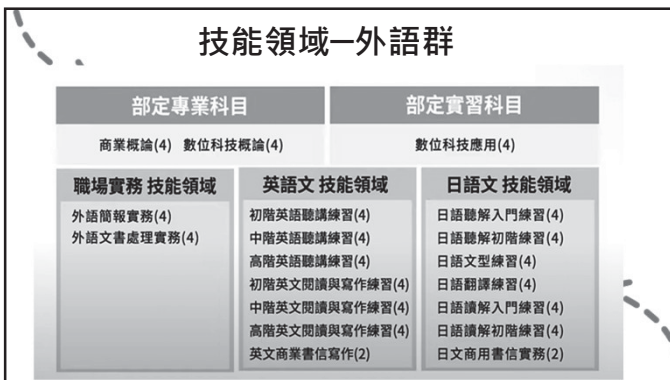 技能領域—外語群
部定專業科目
商業概論(4) 數位科技概論(4)
部定實習科目
數位科技應用(4)
職場實務 技能領域
外語簡報實務(4)
外語文書處理實務(4)
英語文 技能領域
初階英語聽講練習(4)
中階英語聽講練習(4)
高階英語聽講練習(4)
初階英文閱讀與寫作練習(4)
中階英文閱讀與寫作練習(4)
高階英文閱讀與寫作練習(4)
英文商業書信寫作(2)
日語文 技能領域
日語聽解入門練習(4)
日語聽解初階練習(4)
日語文型練習(4)
日語翻譯練習(4)
日語讀解入門練習(4)
日語讀解初階練習(4)
日文商用書信實務(2)